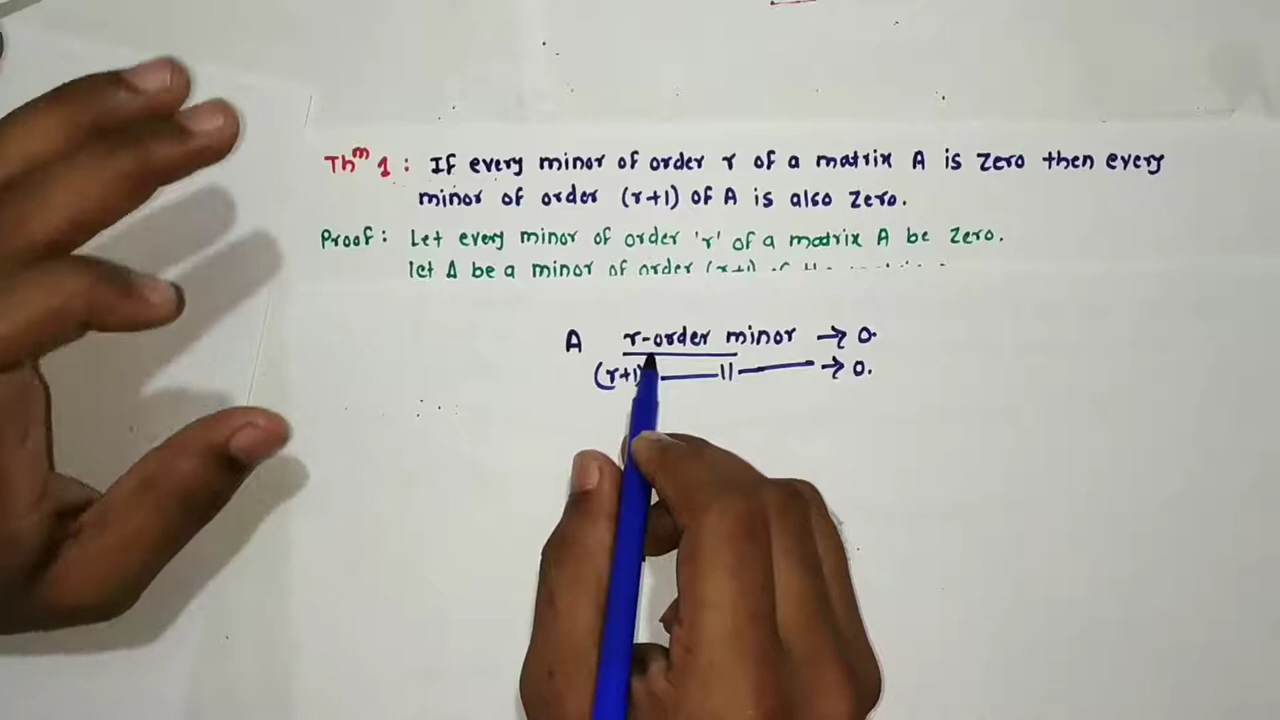 Thm 1: If every minor of order r of a matrix A is zero then every
minor of order (r+1) of A is also zero.
Proof: Let every minor of order 'r' of a matrix A be zero.
let Δ be a minor of order (r+1) of
A r-order minor → 0.
(r+1) —— 11 —— → 0.